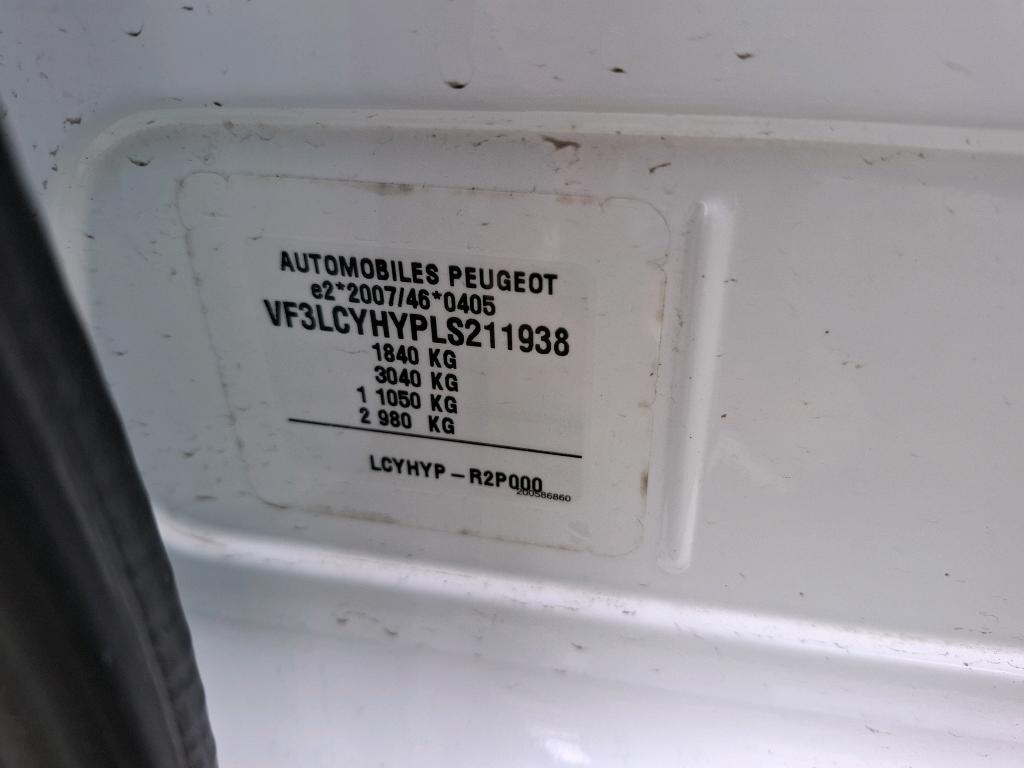 AUTOMOBILES PEUGEOT
e2*2007/46*0405
VF3LCYHYPLS211938
1840 KG
3040 KG
1 1050 KG
2 980 KG
LCYHYP - R2P000
200586860